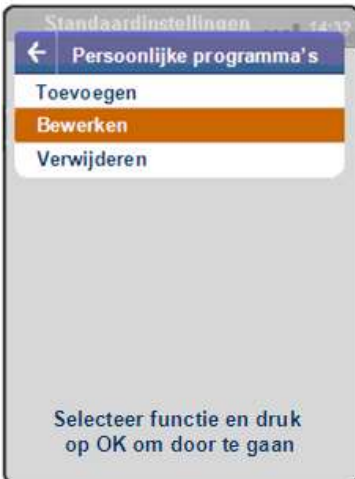 Standaardinstellingen 14:32
Persoonlijke programma's
Toevoegen
Bewerken
Verwijderen
Selecteer functie en druk
op OK om door te gaan